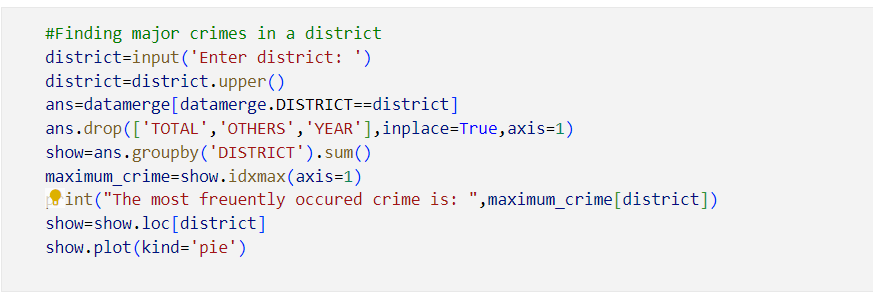 #Finding major crimes in a district
district=input('Enter district: ')
district=district.upper()
ans=datamerge[datamerge.DISTRICT==district]
ans.drop(['TOTAL','OTHERS','YEAR'],inplace=True,axis=1)
show=ans.groupby('DISTRICT').sum()
maximum_crime=show.idxmax(axis=1)
print("The most freuently occured crime is: ",maximum_crime[district])
show=show.loc[district]
show.plot(kind='pie')